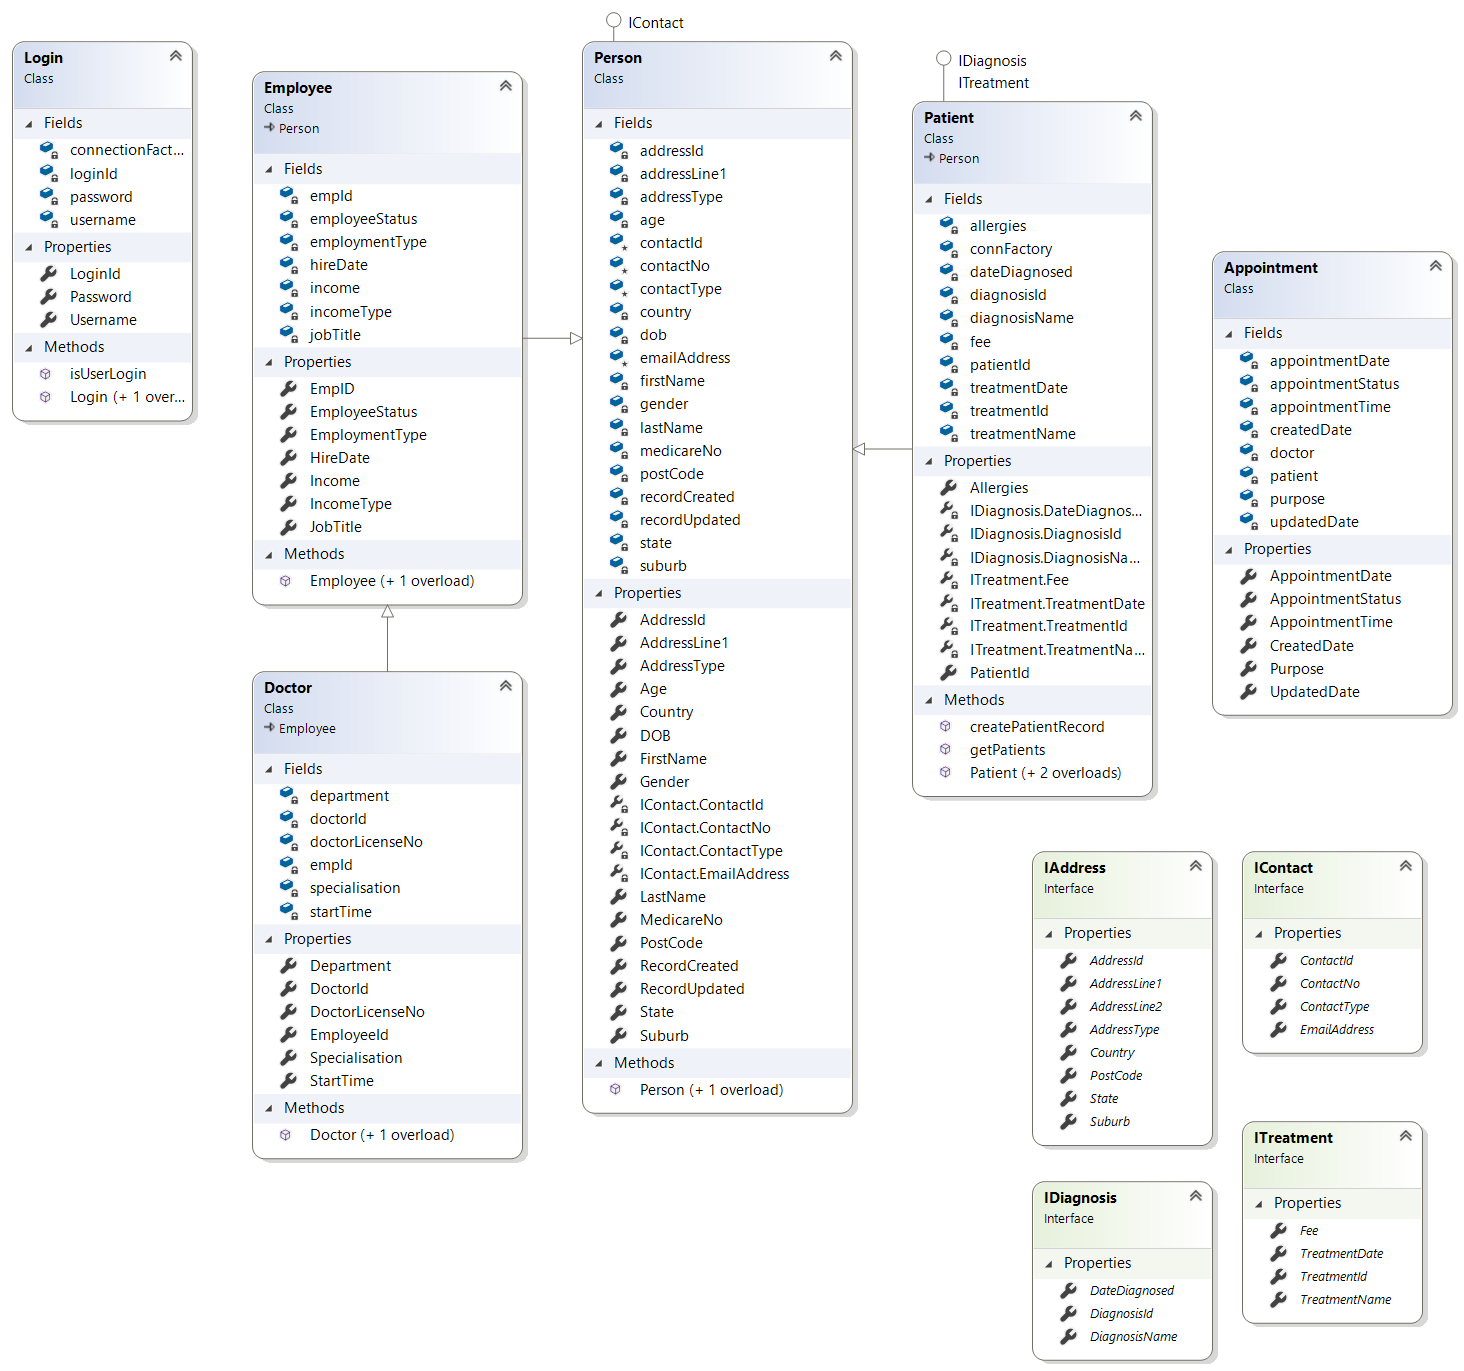 Login
Class
Fields
connectionFact...
loginId
password
username
Properties
LoginId
Password
Username
Methods
isUserLogin
Login (+ 1 over...
Employee
Class
Person
Fields
empId
employeeStatus
employmentType
hireDate
income
incomeType
jobTitle
Properties
EmpID
EmployeeStatus
EmploymentType
HireDate
Income
IncomeType
JobTitle
Methods
Employee (+ 1 overload)
Doctor
Class
Employee
Fields
department
doctorId
doctorLicenseNo
empId
specialisation
startTime
Properties
Department
DoctorId
DoctorLicenseNo
EmployeeId
Specialisation
StartTime
Methods
Doctor (+ 1 overload)
IContact
Person
Class
Fields
addressId
addressLine1
addressType
age
contactId
contactNo
contactType
country
dob
emailAddress
firstName
gender
lastName
medicareNo
postCode
recordCreated
recordUpdated
state
suburb
Properties
AddressId
AddressLine1
AddressType
Age
Country
DOB
FirstName
Gender
IContact.ContactId
IContact.ContactNo
IContact.ContactType
IContact.EmailAddress
LastName
MedicareNo
PostCode
RecordCreated
RecordUpdated
State
Suburb
Methods
Person (+ 1 overload)
IDiagnosis
ITreatment
Patient
Class
Person
Fields
allergies
connFactory
dateDiagnosed
diagnosisId
diagnosisName
fee
patientId
treatmentDate
treatmentId
treatmentName
Properties
Allergies
IDiagnosis.DateDiagnos...
IDiagnosis.DiagnosisId
IDiagnosis.DiagnosisNa...
ITreatment.Fee
ITreatment.TreatmentDate
ITreatment.TreatmentId
ITreatment.TreatmentNa...
PatientId
Methods
createPatientRecord
getPatients
Patient (+ 2 overloads)
Appointment
Class
Fields
appointmentDate
appointmentStatus
appointmentTime
createdDate
doctor
patient
purpose
updatedDate
Properties
AppointmentDate
AppointmentStatus
AppointmentTime
CreatedDate
Purpose
UpdatedDate
IAddress
Interface
Properties
AddressId
AddressLine1
AddressLine2
AddressType
Country
PostCode
State
Suburb
IContact
Interface
Properties
ContactId
ContactNo
ContactType
EmailAddress
IDiagnosis
Interface
Properties
DateDiagnosed
DiagnosisId
DiagnosisName
ITreatment
Interface
Properties
Fee
TreatmentDate
TreatmentId
TreatmentName